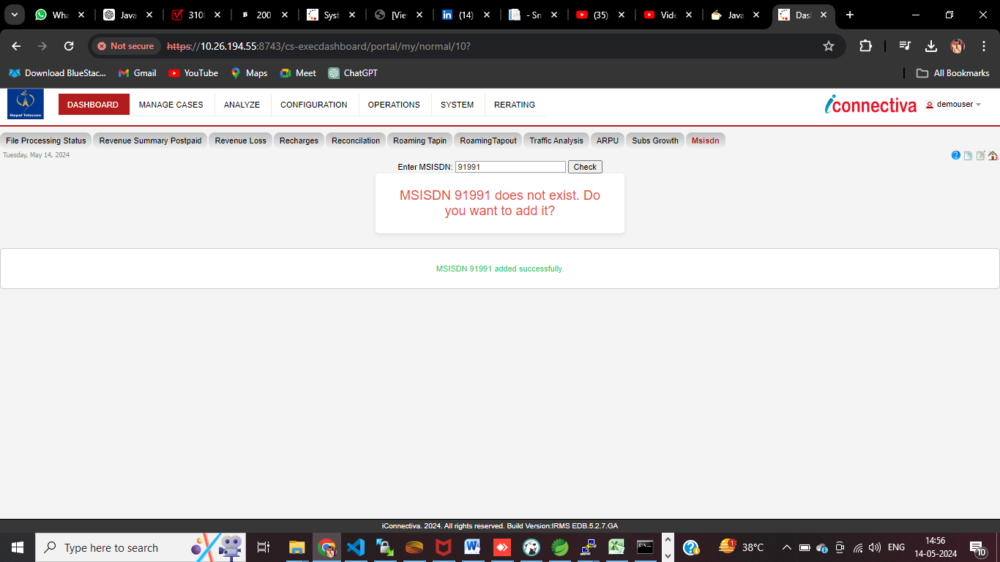 Wha
Java
310
200
Syst
[Vie
(14)
- Sn
(35)
Vide
Java
Das
Not secure
https://10.26.194.55:8743/cs-execdashboard/portal/my/normal/10?
Download BlueStac...
Gmail
YouTube
Maps
Meet
ChatGPT
All Bookmarks
Nepal Telecom
DASHBOARD
MANAGE CASES
ANALYZE
CONFIGURATION
OPERATIONS
SYSTEM
RERATING
iconnectiva
demouser
File Processing Status
Revenue Summary Postpaid
Revenue Loss
Recharges
Reconcilation
Roaming Tapin
RoamingTapout
Traffic Analysis
ARPU
Subs Growth
Msisdn
Tuesday, May 14, 2024
Enter MSISDN: 91991 Check
MSISDN 91991 does not exist. Do
you want to add it?
MSISDN 91991 added successfully.
iConnectiva. 2024. All rights reserved. Build Version:IRMS EDB.5.2.7.GA
Type here to search
1
38°C
ENG
14:56
14-05-2024
10